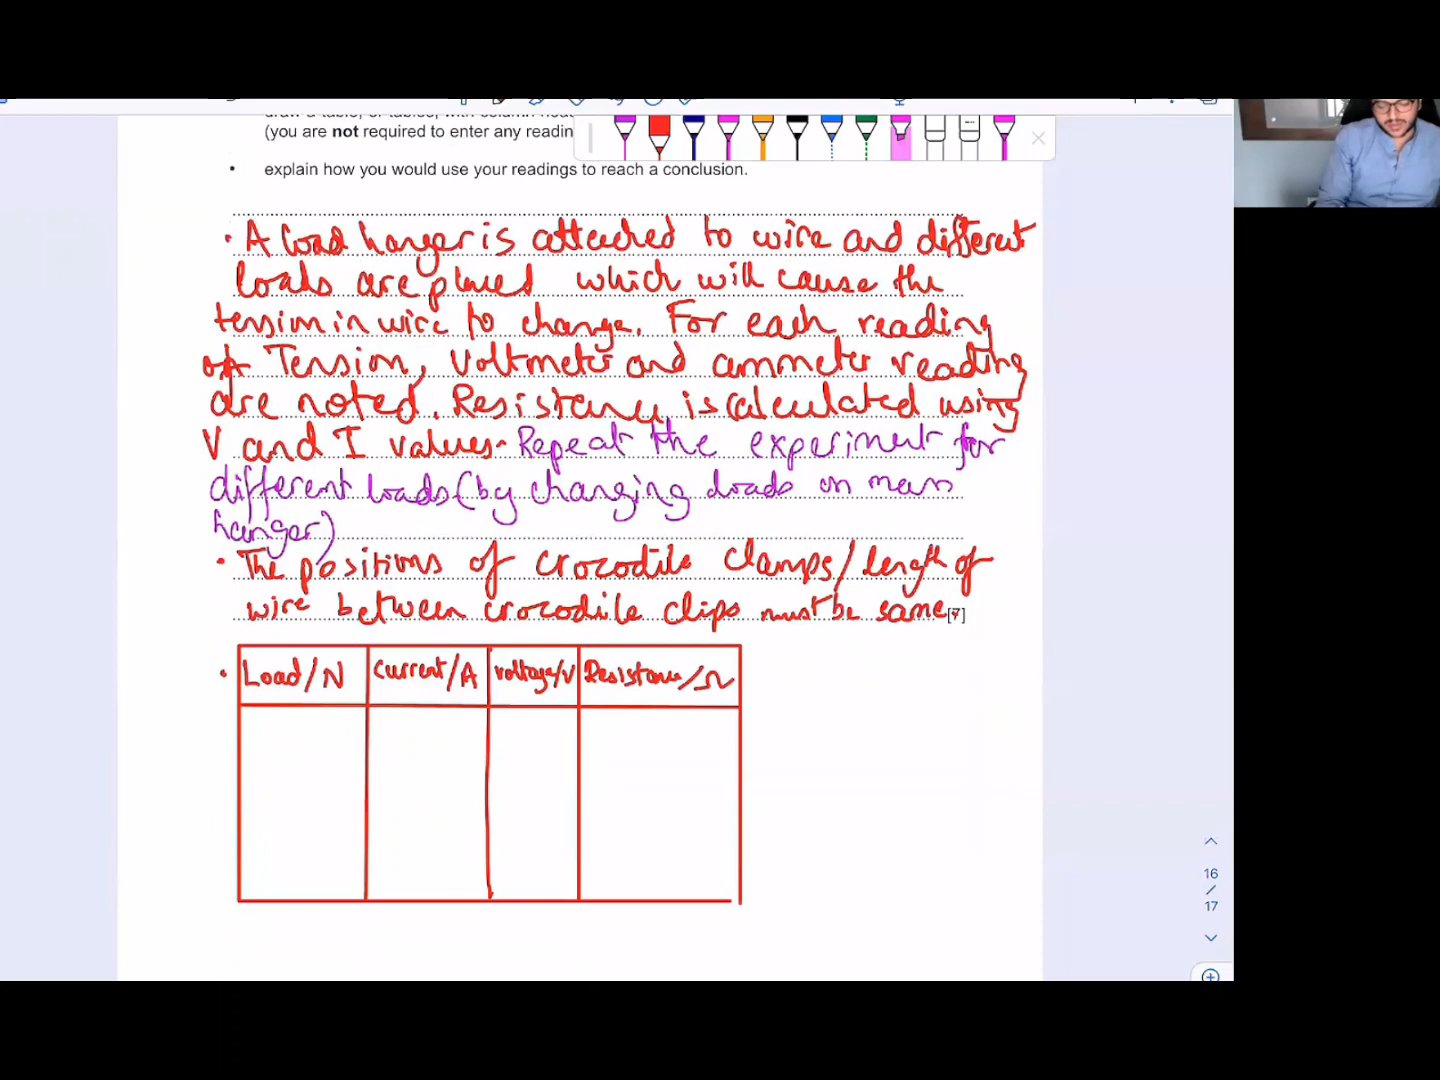 (you are not required to enter any readin
• explain how you would use your readings to reach a conclusion.
• A load hanger is attached to wire and different
loads are placed which will cause the
tension in wire to change. For each reading
of Tension, Voltmeter and ammeter reading
are noted. Resistance is calculated using
V and I values. Repeat the experiment for
different loads (by changing loads on mass
hanger)
• The positions of crocodile clamps/length of
wire between crocodile clips must be same. [7]
• Load/N Current/A voltage/V Resistance/Ω
16
/
17